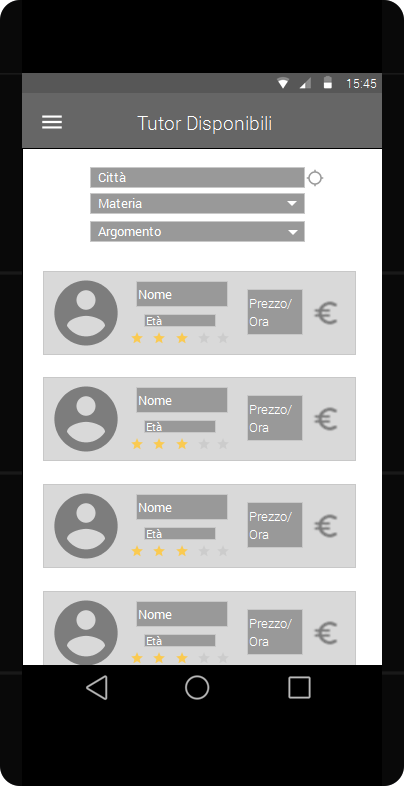 15:45
Tutor Disponibili
Città
Materia
Argomento
Nome
Età
Prezzo/
Ora
€
Nome
Età
Prezzo/
Ora
€
Nome
Età
Prezzo/
Ora
€
Nome
Età
Prezzo/
Ora
€